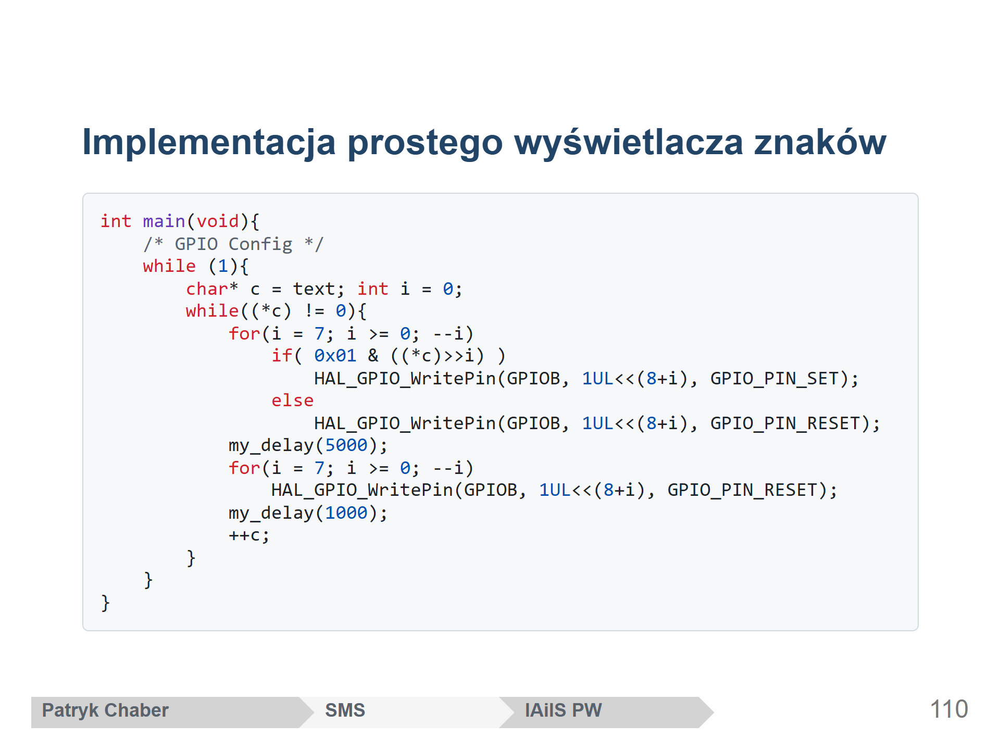 Implementacja prostego wyświetlacza znaków
int main(void){
    /* GPIO Config */
    while (1){
        char* c = text; int i = 0;
        while((*c) != 0){
            for(i = 7; i >= 0; --i)
                if( 0x01 & ((*c)>>i) )
                    HAL_GPIO_WritePin(GPIOB, 1UL<<(8+i), GPIO_PIN_SET);
                else
                    HAL_GPIO_WritePin(GPIOB, 1UL<<(8+i), GPIO_PIN_RESET);
            my_delay(5000);
            for(i = 7; i >= 0; --i)
                HAL_GPIO_WritePin(GPIOB, 1UL<<(8+i), GPIO_PIN_RESET);
            my_delay(1000);
            ++c;
        }
    }
}
Patryk Chaber SMS IAiIS PW 110